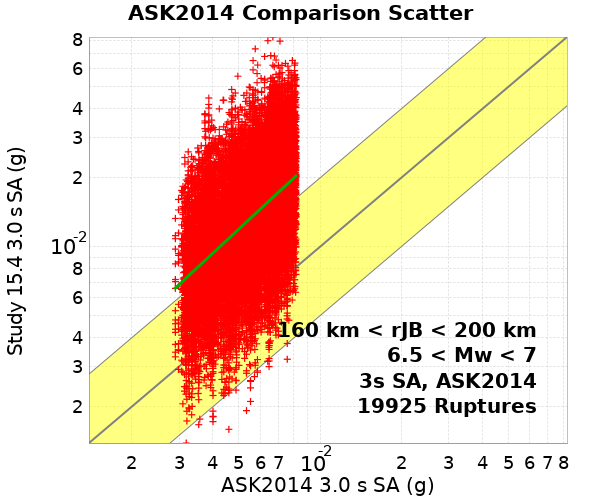 ASK2014 Comparison Scatter
8
6
4
3
2
10-2
8
6
4
3
2
Study 15.4 3.0 s SA (g)
160 km < rJB < 200 km
6.5 < Mw < 7
3s SA, ASK2014
19925 Ruptures
2 3 4 5 6 7 10-2 2 3 4 5 6 7 8
ASK2014 3.0 s SA (g)